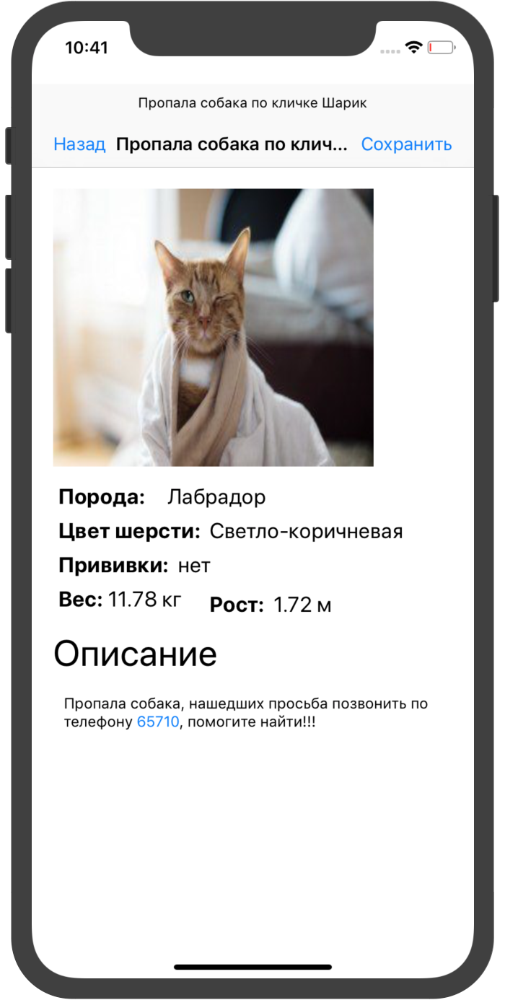 10:41
Пропала собака по кличке Шарик
Назад Пропала собака по клич... Сохранить
Порода: Лабрадор
Цвет шерсти: Светло-коричневая
Прививки: нет
Вес: 11.78 кг Рост: 1.72 м
Описание
Пропала собака, нашедших просьба позвонить по
телефону 65710, помогите найти!!!